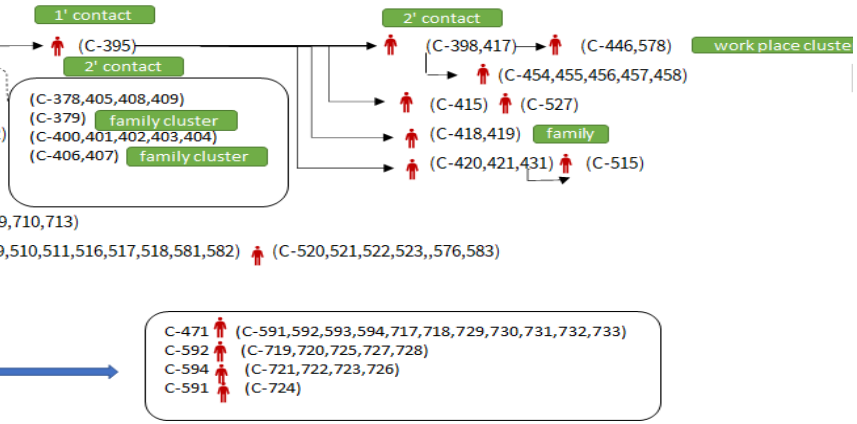 1' contact
2' contact
(C-395)
(C-398,417)
(C-446,578)
work place cluste
2' contact
(C-454,455,456,457,458)
(C-378,405,408,409)
(C-379) family cluster
(C-400,401,402,403,404)
(C-406,407) family cluster
(C-415)
(C-527)
(C-418,419)
family
(C-420,421,431)
(C-515)
9,710,713)
9,510,511,516,517,518,581,582)
(C-520,521,522,523,,576,583)
C-471 (C-591,592,593,594,717,718,729,730,731,732,733)
C-592 (C-719,720,725,727,728)
C-594 (C-721,722,723,726)
C-591 (C-724)